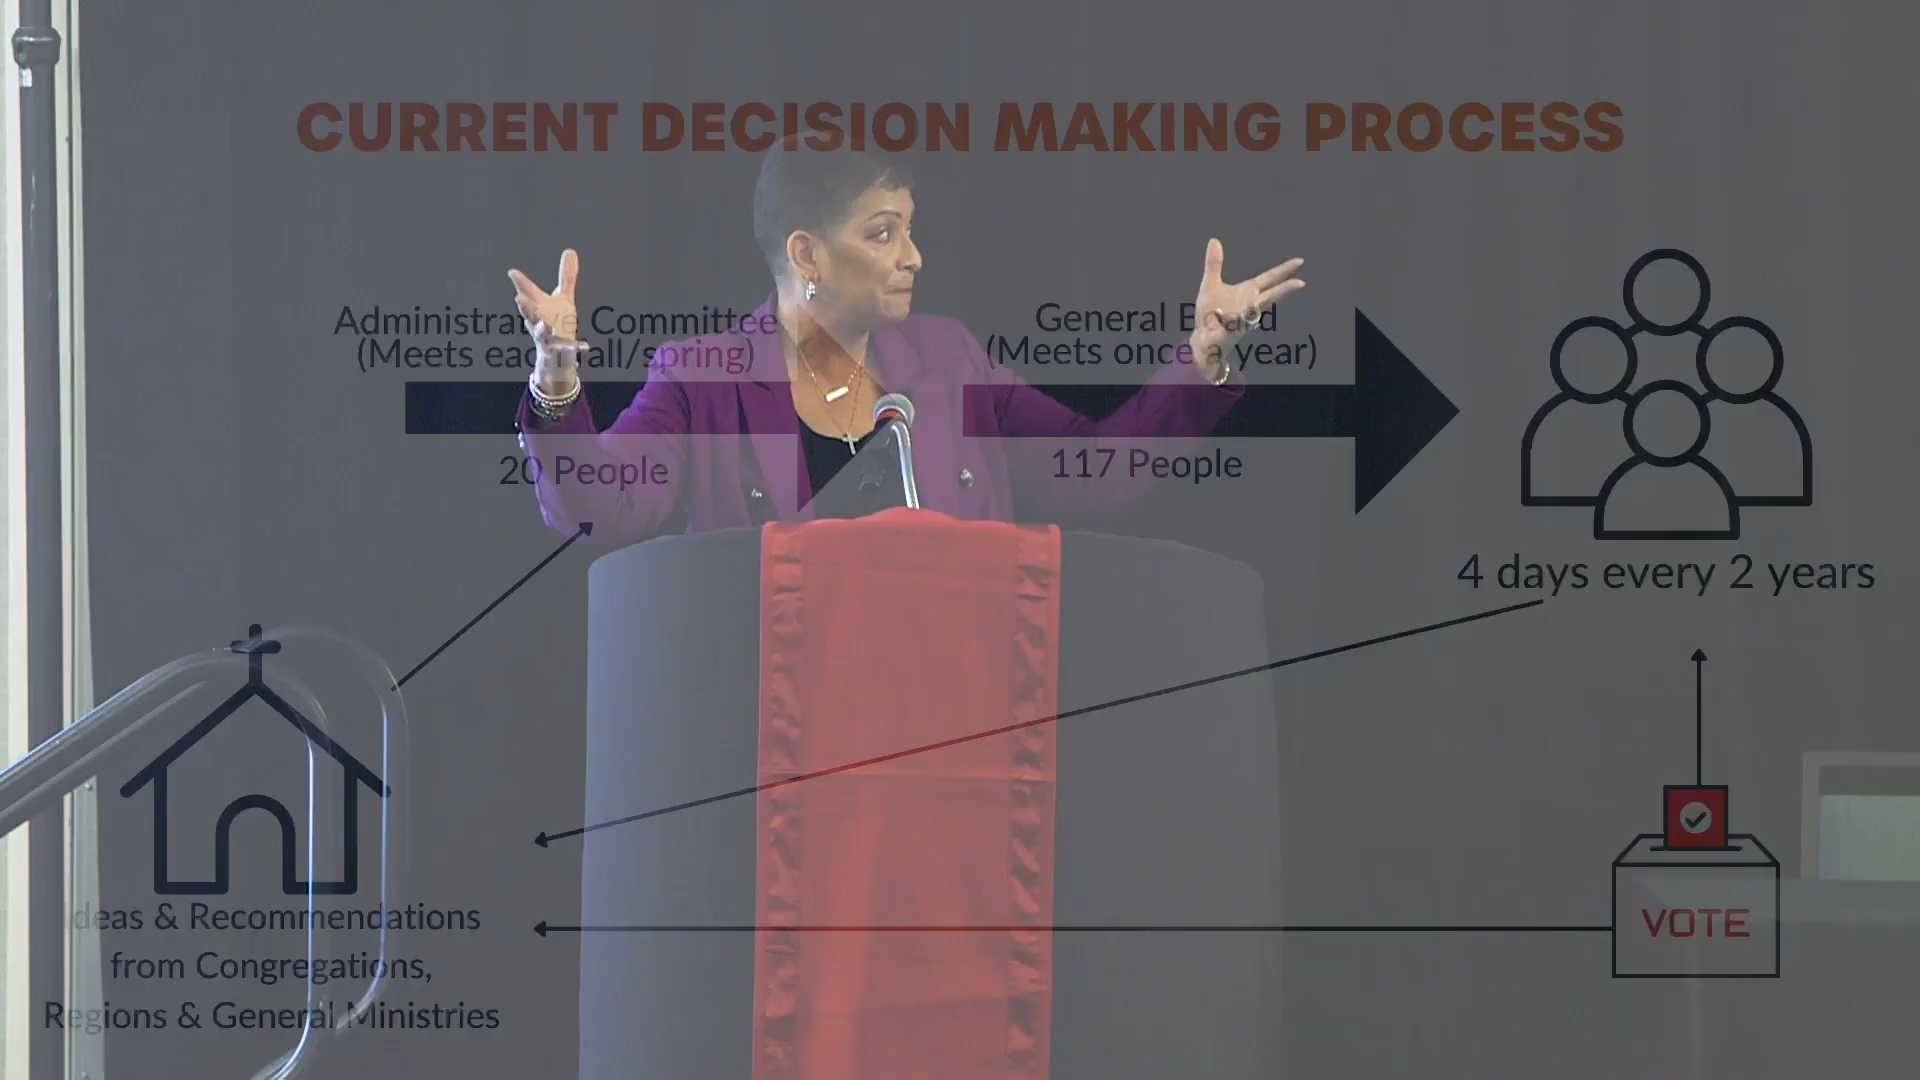 CURRENT DECISION MAKING PROCESS
Administrative Committee
(Meets each fall/spring)
20 People
General Board
(Meets once a year)
117 People
4 days every 2 years
Ideas & Recommendations
from Congregations,
Regions & General Ministries
VOTE